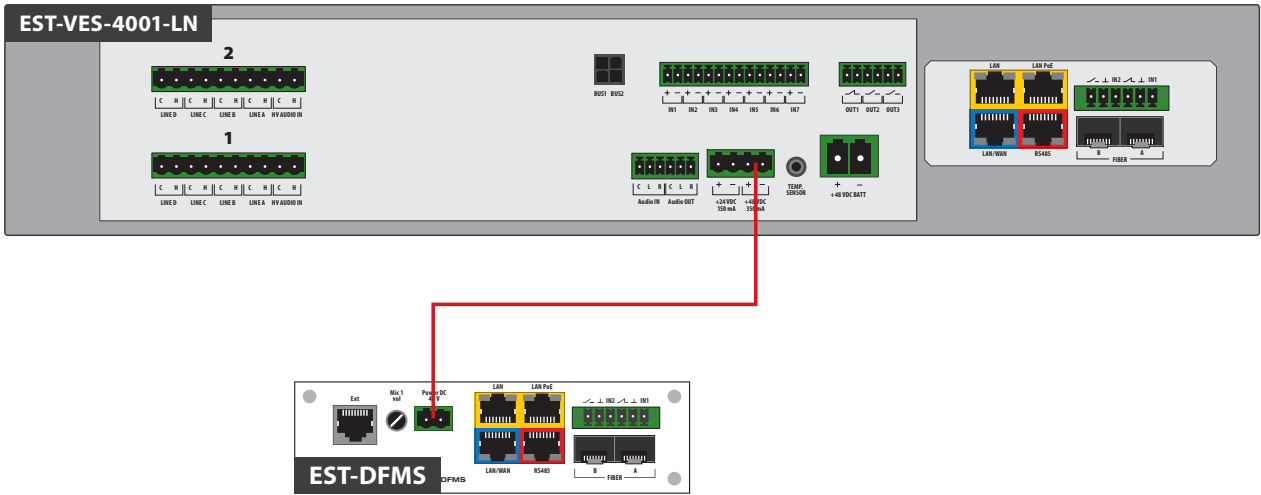 EST-VES-4001-LN
2
C H C H C H C H C H
LINE D LINE C LINE B LINE A HV AUDIO IN
1
C H C H C H C H C H
LINE D LINE C LINE B LINE A HV AUDIO IN
BUS1 BUS2
+ − + − + − + − + − + − + −
IN1 IN2 IN3 IN4 IN5 IN6 IN7
OUT1 OUT2 OUT3
C L R C L R
Audio IN Audio OUT
+ − + −
+24 VDC +48 VDC
150 mA 350 mA
TEMP.
SENSOR
+ −
+48 VDC BATT
LAN LAN PoE
IN2 IN1
LAN/WAN RS485
B A
FIBER
Ext
Mic 1
vol
Power DC
48 V
LAN LAN PoE
IN2 IN1
LAN/WAN RS485
B A
FIBER
EST-DFMS
DFMS